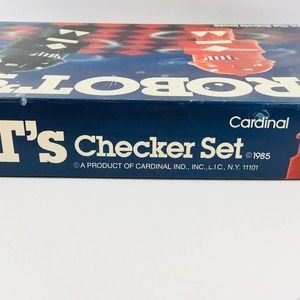 ROBOT'S
Cardinal
T's Checker Set ©1985
©A PRODUCT OF CARDINAL IND., INC., L.I.C., N.Y. 11101